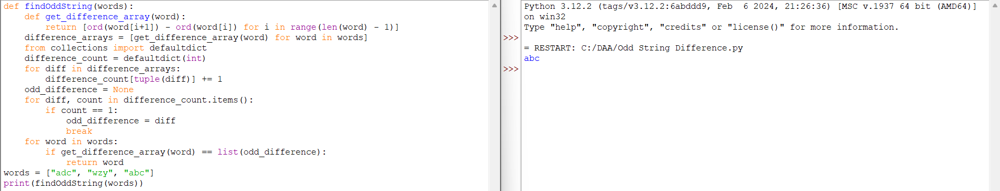 def findOddString(words):
    def get_difference_array(word):
        return [ord(word[i+1]) - ord(word[i]) for i in range(len(word) - 1)]
    difference_arrays = [get_difference_array(word) for word in words]
    from collections import defaultdict
    difference_count = defaultdict(int)
    for diff in difference_arrays:
        difference_count[tuple(diff)] += 1
    odd_difference = None
    for diff, count in difference_count.items():
        if count == 1:
            odd_difference = diff
            break
    for word in words:
        if get_difference_array(word) == list(odd_difference):
            return word
words = ["adc", "wzy", "abc"]
print(findOddString(words))
Python 3.12.2 (tags/v3.12.2:6abddd9, Feb  6 2024, 21:26:36) [MSC v.1937 64 bit (AMD64)]
on win32
Type "help", "copyright", "credits" or "license()" for more information.
>>>
= RESTART: C:/DAA/Odd String Difference.py
abc
>>>